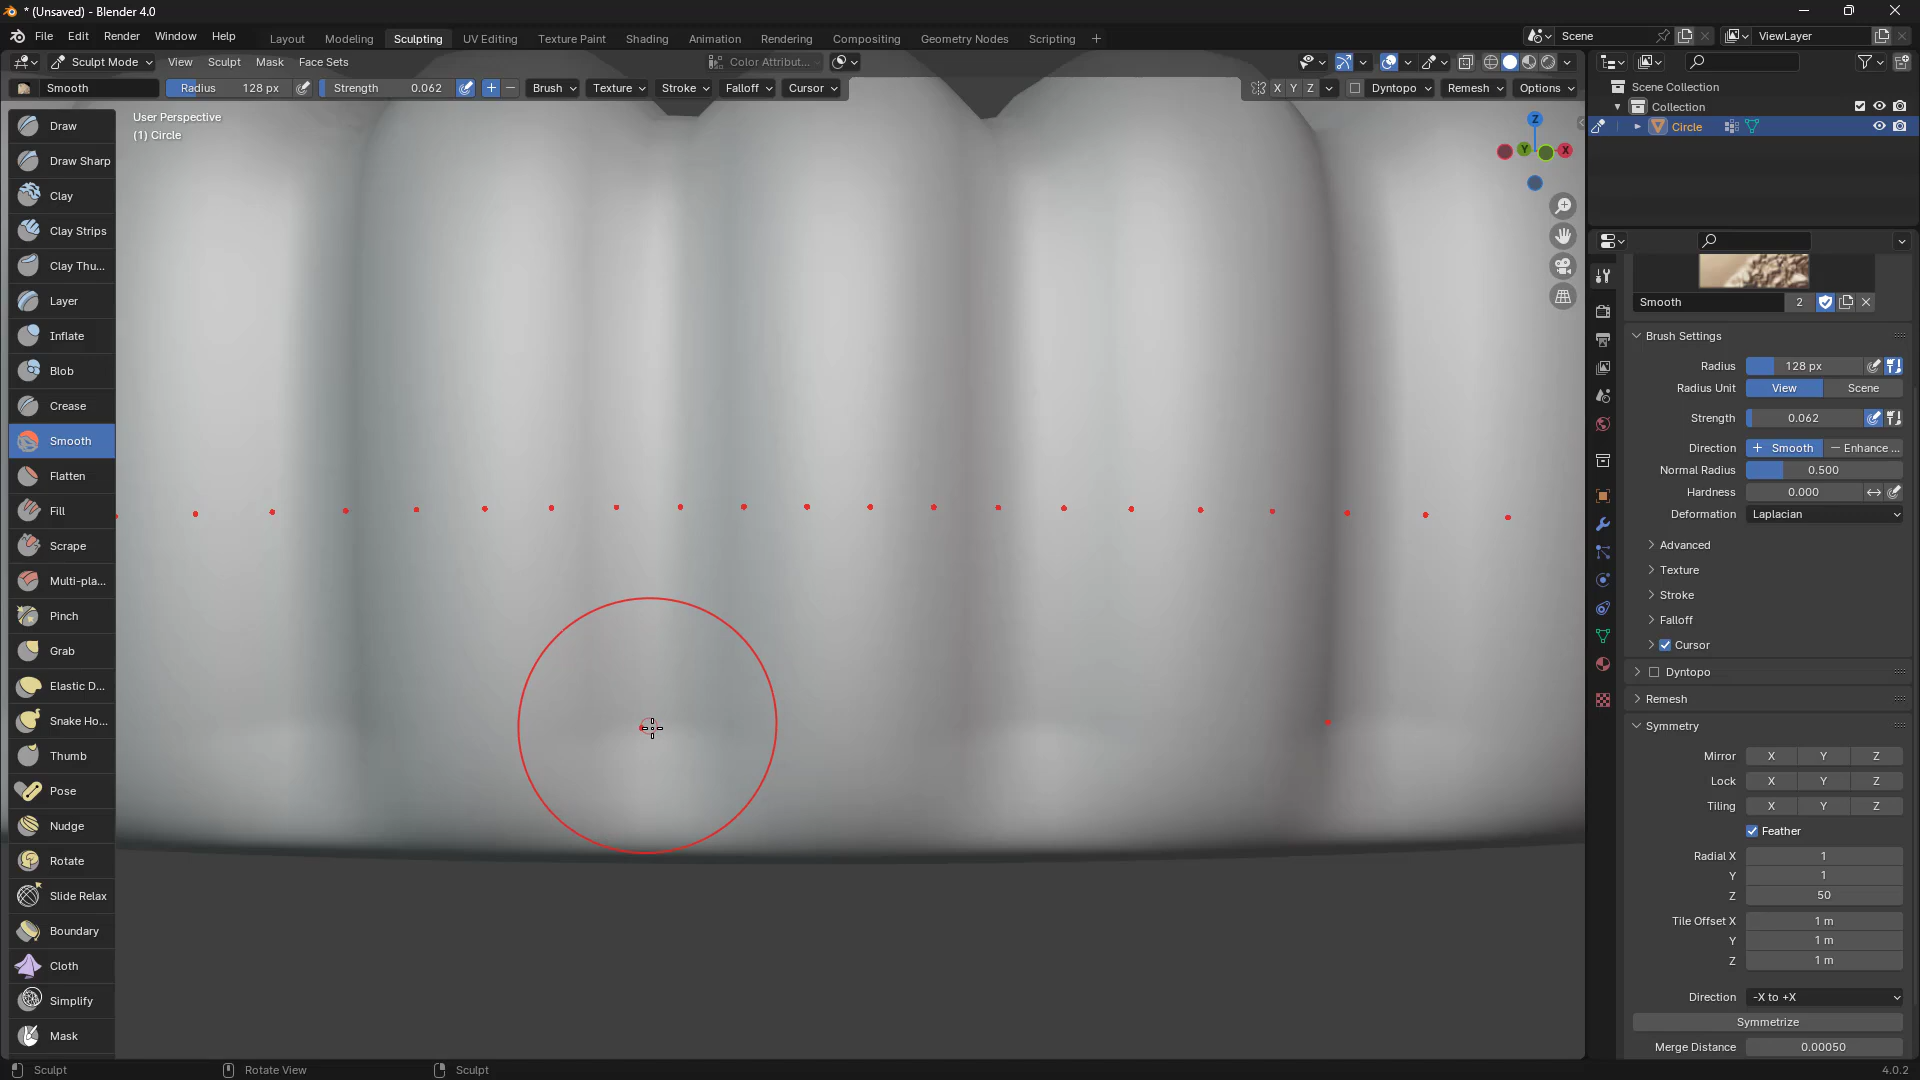 * (Unsaved) - Blender 4.0
File Edit Render Window Help Layout Modeling Sculpting UV Editing Texture Paint Shading Animation Rendering Compositing Geometry Nodes Scripting + Scene ViewLayer
Sculpt Mode View Sculpt Mask Face Sets Color Attribut...
Smooth Radius 128 px Strength 0.062 Brush Texture Stroke Falloff Cursor X Y Z Dyntopo Remesh Options
User Perspective
(1) Circle
Draw
Draw Sharp
Clay
Clay Strips
Clay Thu...
Layer
Inflate
Blob
Crease
Smooth
Flatten
Fill
Scrape
Multi-pla...
Pinch
Grab
Elastic D...
Snake Ho...
Thumb
Pose
Nudge
Rotate
Slide Relax
Boundary
Cloth
Simplify
Mask
Z
Y X
Scene Collection
Collection
Circle
Smooth 2
Brush Settings
Radius 128 px
Radius Unit View Scene
Strength 0.062
Direction + Smooth — Enhance ...
Normal Radius 0.500
Hardness 0.000
Deformation Laplacian
Advanced
Texture
Stroke
Falloff
Cursor
Dyntopo
Remesh
Symmetry
Mirror X Y Z
Lock X Y Z
Tiling X Y Z
Feather
Radial X 1
Y 1
Z 50
Tile Offset X 1 m
Y 1 m
Z 1 m
Direction -X to +X
Symmetrize
Merge Distance 0.00050
Sculpt Rotate View Sculpt 4.0.2